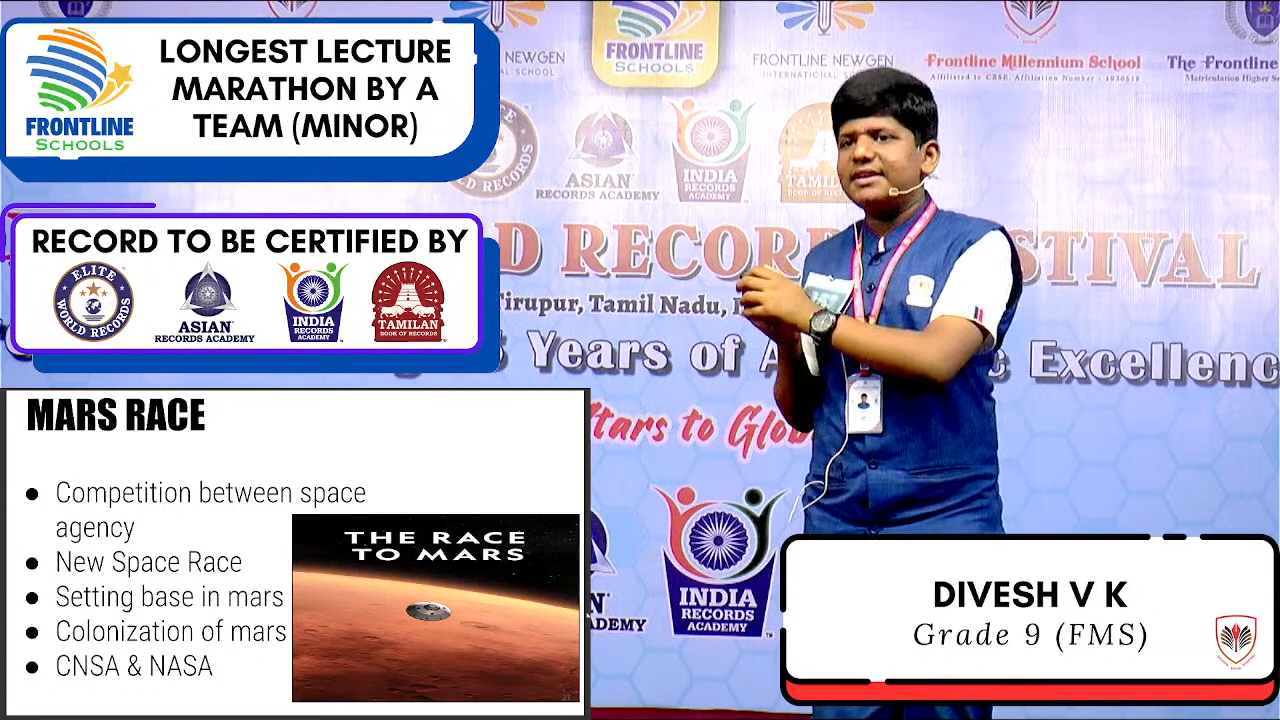 FRONTLINE
SCHOOLS
LONGEST LECTURE
MARATHON BY A
TEAM (MINOR)
RECORD TO BE CERTIFIED BY
ELITE
WORLD RECORDS
ASIAN
RECORDS ACADEMY
INDIA
RECORDS
ACADEMY
TAMILAN
BOOK OF RECORDS
MARS RACE
● Competition between space
agency
● New Space Race
● Setting base in mars
● Colonization of mars
● CNSA & NASA
THE RACE
TO MARS
27
FRONTLINE
SCHOOLS
FRONTLINE NEWGEN
INTERNATIONAL SCHOOL
Frontline Millennium School
Affiliated to CBSE, Affiliation Number - 1930518
The Frontline
Matriculation Higher Se
ASIAN
RECORDS ACADEMY
INDIA
RECORDS
ACADEMY
D RECOR STIVAL
Tirupur, Tamil Nadu,
Years of A Excellenc
tars to Glob
INDIA
RECORDS
ACADEMY
DIVESH V K
Grade 9 (FMS)